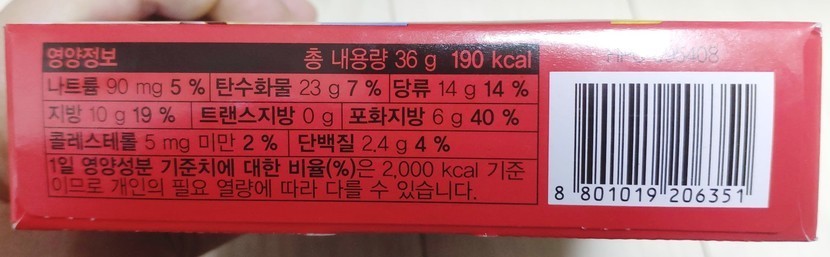 영양정보 총 내용량 36 g 190 kcal
나트륨 90 mg 5 % 탄수화물 23 g 7 % 당류 14 g 14 %
지방 10 g 19 % 트랜스지방 0 g 포화지방 6 g 40 %
콜레스테롤 5 mg 미만 2 % 단백질 2.4 g 4 %
1일 영양성분 기준치에 대한 비율(%)은 2,000 kcal 기준
이므로 개인의 필요 열량에 따라 다를 수 있습니다.
8 801019 206351